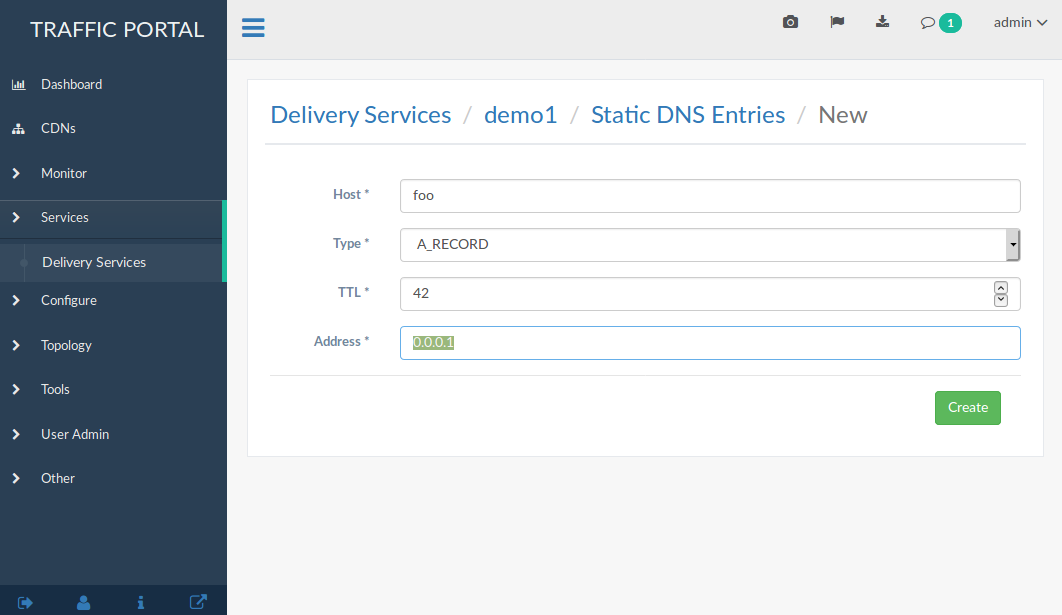 TRAFFIC PORTAL
Dashboard
CDNs
Monitor
Services
Delivery Services
Configure
Topology
Tools
User Admin
Other
1
admin
Delivery Services / demo1 / Static DNS Entries / New
Host *
foo
Type *
A_RECORD
TTL *
42
Address *
0.0.0.1
Create